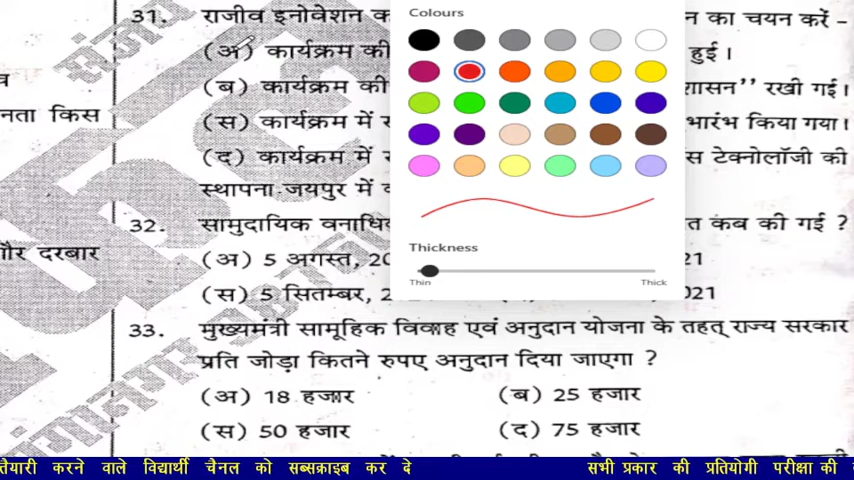 31. राजीव इनोवेशन
न का चयन करें -
(अ) कार्यक्रम की
हुई।
(ब) कार्यक्रम की
शासन" रखी गई।
नता किस
(स) कार्यक्रम में
भारंभ किया गया।
(द) कार्यक्रम में
स टेक्नोलॉजी की
स्थापना जयपुर में
32. सामुदायिक वनाधि
त कब की गई ?
और दरबार
(अ) 5 अगस्त, 20
21
(स) 5 सितम्बर, 2
2021
33. मुख्यमंत्री सामूहिक विवाह एवं अनुदान योजना के तहत् राज्य सरकार
प्रति जोड़ा कितने रुपए अनुदान दिया जाएगा ?
(अ) 18 हजार (ब) 25 हजार
(स) 50 हजार (द) 75 हजार
Colours
Thickness
Thin Thick
तैयारी करने वाले विद्यार्थी चैनल को सब्सक्राइब कर दे सभी प्रकार की प्रतियोगी परीक्षा की